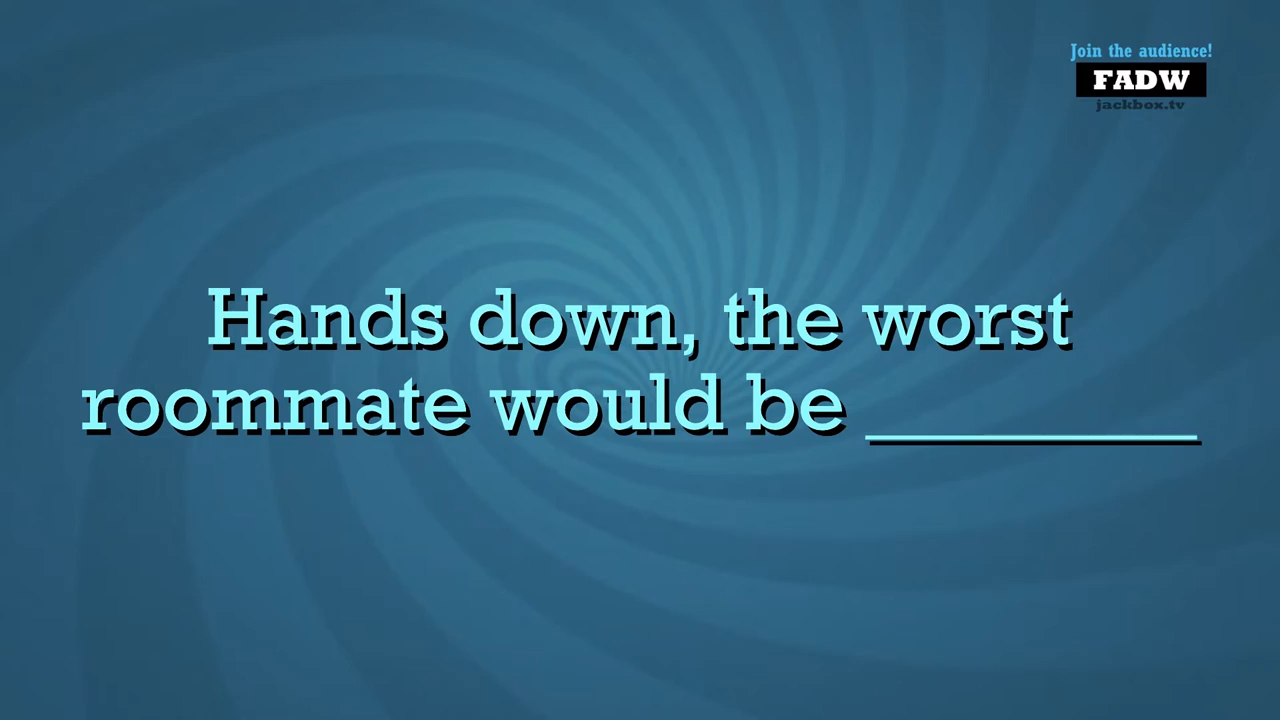 Join the audience!
FADW
jackbox.tv
Hands down, the worst
roommate would be ________